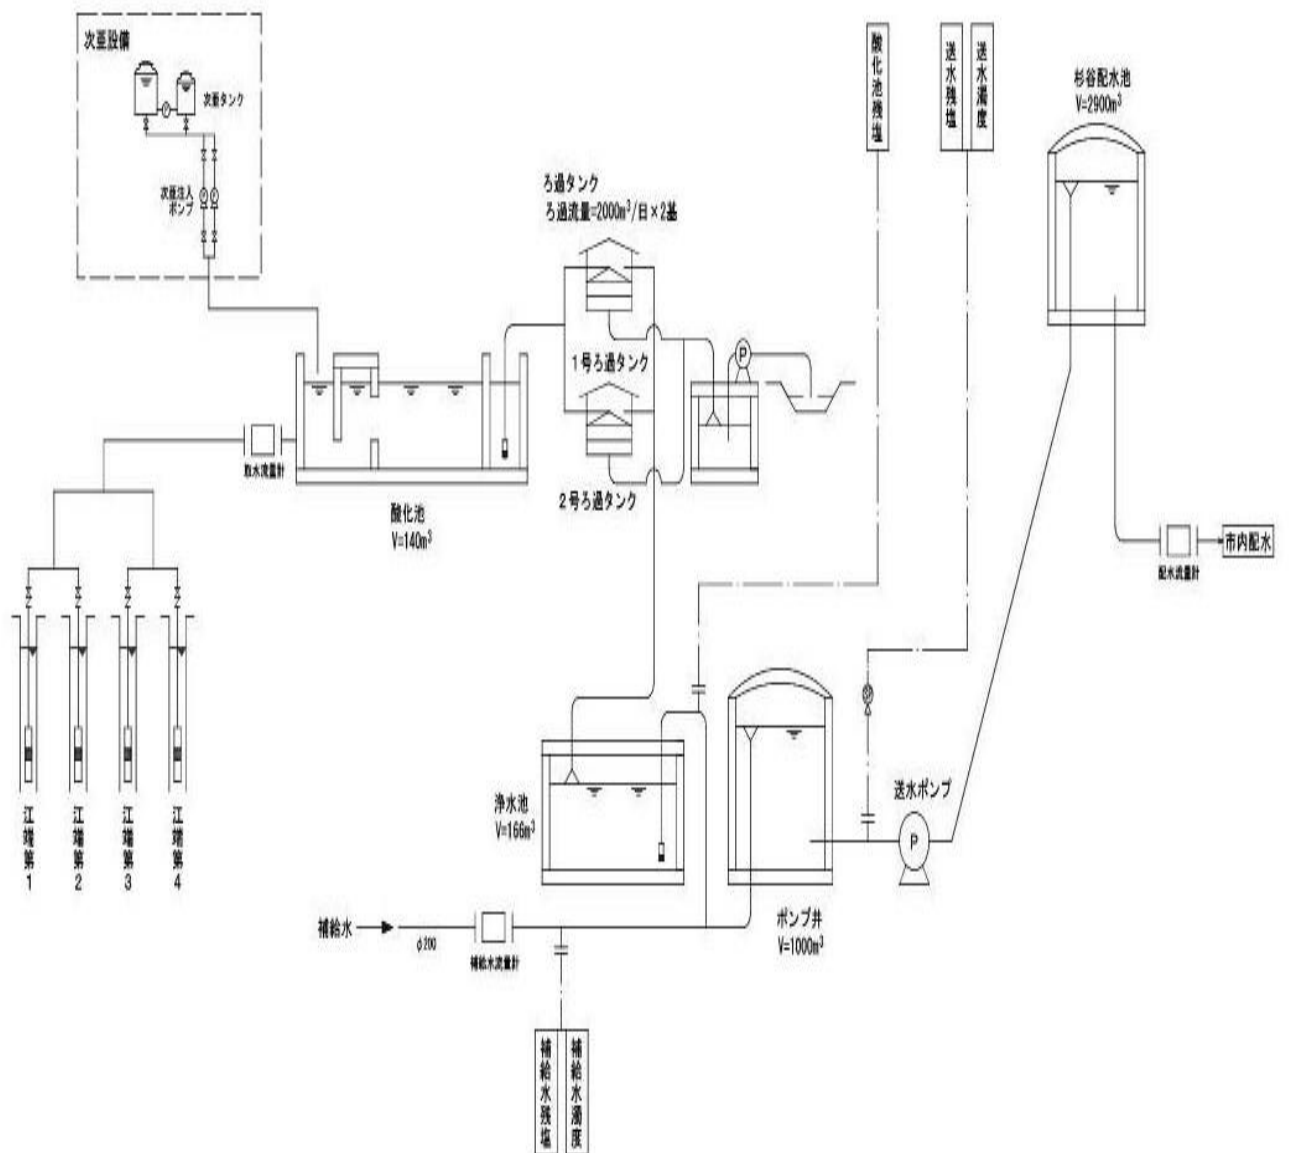 次亜設備
次亜タンク
次亜注入
ポンプ
酸化池残塩
送水残塩
送水濁度
杉谷配水池
V=2900m³
ろ過タンク
ろ過流量=2000m³/日×2基
1号ろ過タンク
P
2号ろ過タンク
取水流量計
酸化池
V=140m³
市内配水
配水流量計
江端第1
江端第2
江端第3
江端第4
浄水池
V=166m³
送水ポンプ
P
ポンプ井
V=1000m³
補給水
φ200
補給水流量計
補給水残塩
補給水濁度